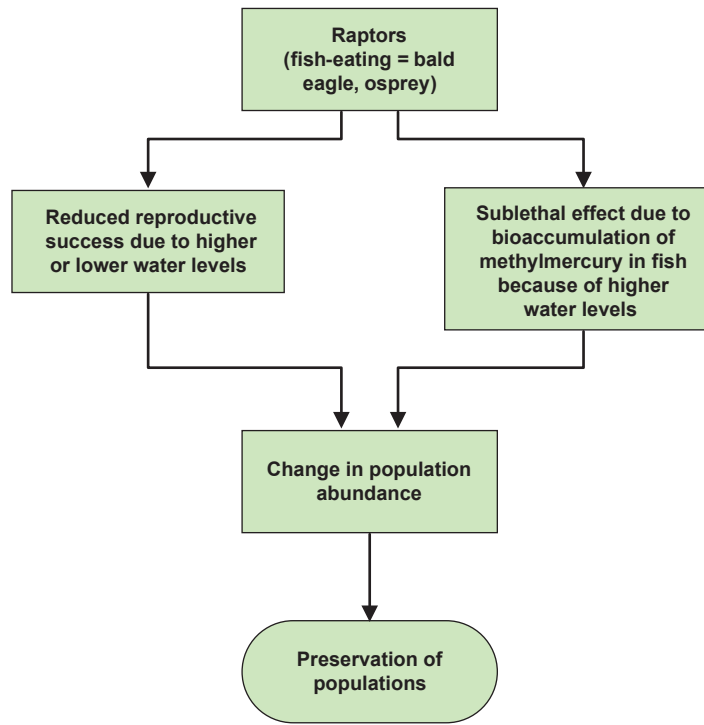 Raptors
(fish-eating = bald
eagle, osprey)
Reduced reproductive
success due to higher
or lower water levels
Sublethal effect due to
bioaccumulation of
methylmercury in fish
because of higher
water levels
Change in population
abundance
Preservation of
populations